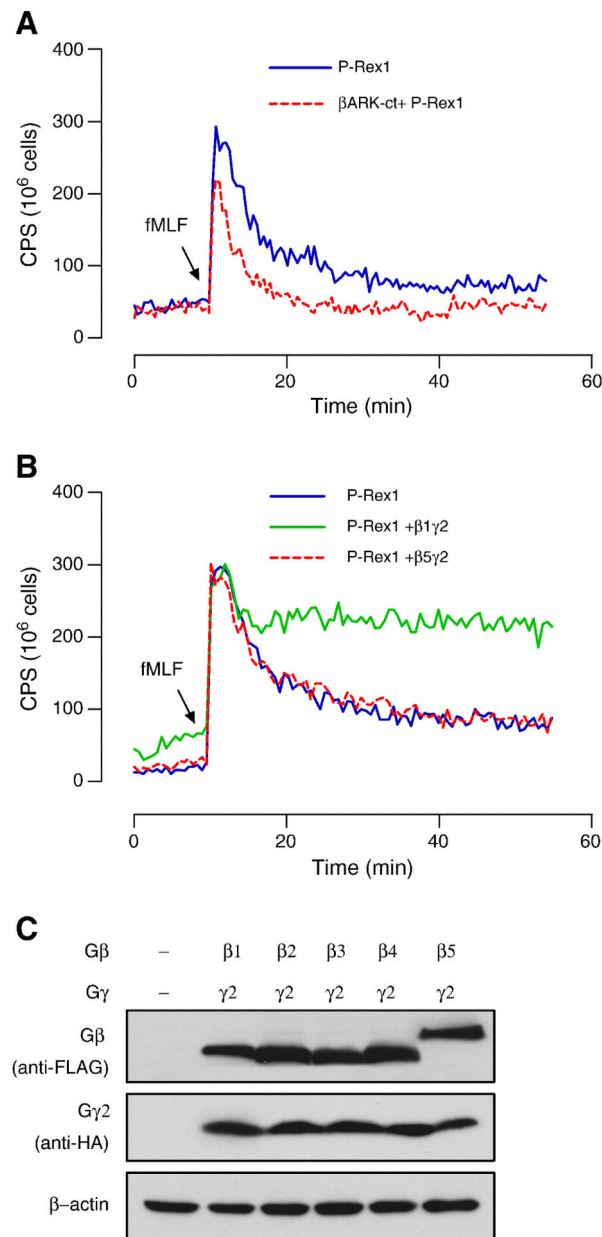 A
400
300
200
100
0
CPS (10⁶ cells)
P-Rex1
βARK-ct+ P-Rex1
fMLF
0 20 40 60
Time (min)
B
400
300
200
100
0
CPS (10⁶ cells)
P-Rex1
P-Rex1 +β1γ2
P-Rex1 +β5γ2
fMLF
0 20 40 60
Time (min)
C
Gβ – β1 β2 β3 β4 β5
Gγ – γ2 γ2 γ2 γ2 γ2
Gβ
(anti-FLAG)
Gγ2
(anti-HA)
β–actin